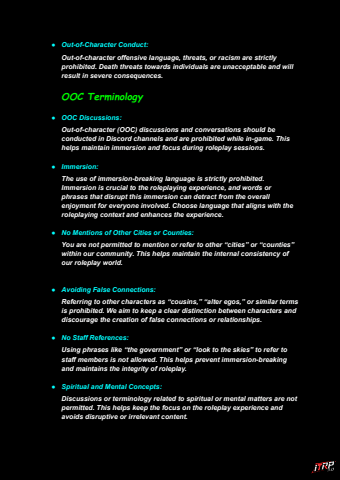 ● Out-of-Character Conduct:
Out-of-character offensive language, threats, or racism are strictly
prohibited. Death threats towards individuals are unacceptable and will
result in severe consequences.
OOC Terminology
● OOC Discussions:
Out-of-character (OOC) discussions and conversations should be
conducted in Discord channels and are prohibited while in-game. This
helps maintain immersion and focus during roleplay sessions.
● Immersion:
The use of immersion-breaking language is strictly prohibited.
Immersion is crucial to the roleplaying experience, and words or
phrases that disrupt this immersion can detract from the overall
enjoyment for everyone involved. Choose language that aligns with the
roleplaying context and enhances the experience.
● No Mentions of Other Cities or Counties:
You are not permitted to mention or refer to other “cities” or “counties”
within our community. This helps maintain the internal consistency of
our roleplay world.
● Avoiding False Connections:
Referring to other characters as “cousins,” “alter egos,” or similar terms
is prohibited. We aim to keep a clear distinction between characters and
discourage the creation of false connections or relationships.
● No Staff References:
Using phrases like “the government” or “look to the skies” to refer to
staff members is not allowed. This helps prevent immersion-breaking
and maintains the integrity of roleplay.
● Spiritual and Mental Concepts:
Discussions or terminology related to spiritual or mental matters are not
permitted. This helps keep the focus on the roleplay experience and
avoids disruptive or irrelevant content.